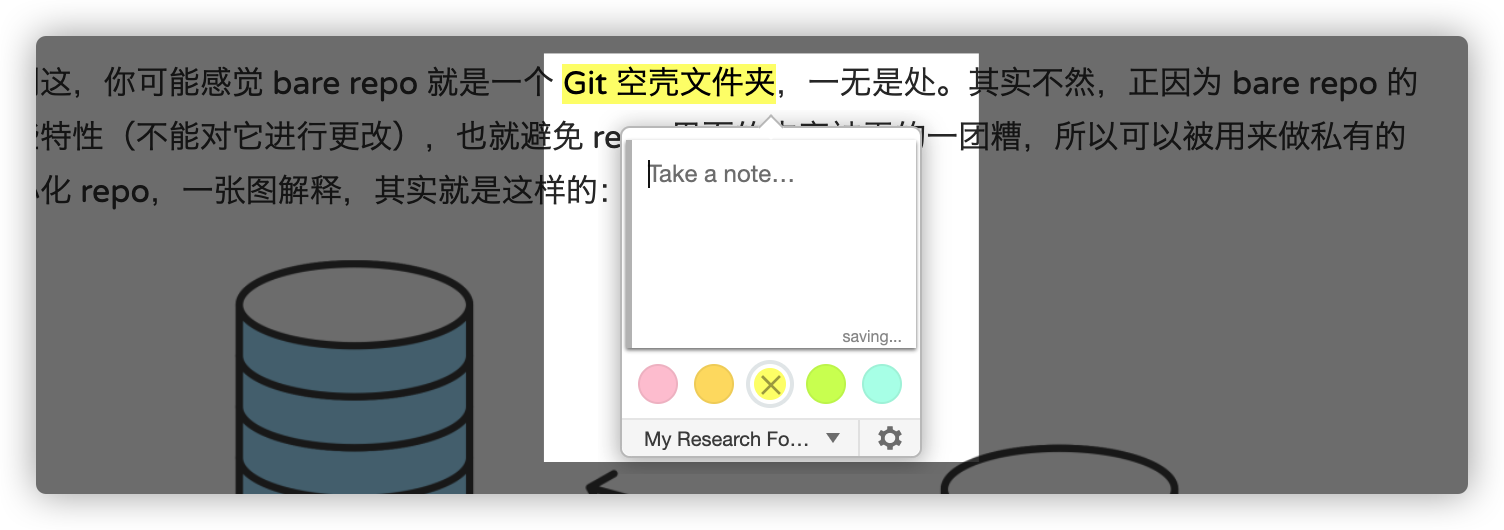 这，你可能感觉 bare repo 就是一个 Git 空壳文件夹，一无是处。其实不然，正因为 bare repo 的
特性（不能对它进行更改），也就避免 re 的一团糟，所以可以被用来做私有的
化 repo，一张图解释，其实就是这样的：
Take a note…
saving...
My Research Fo…